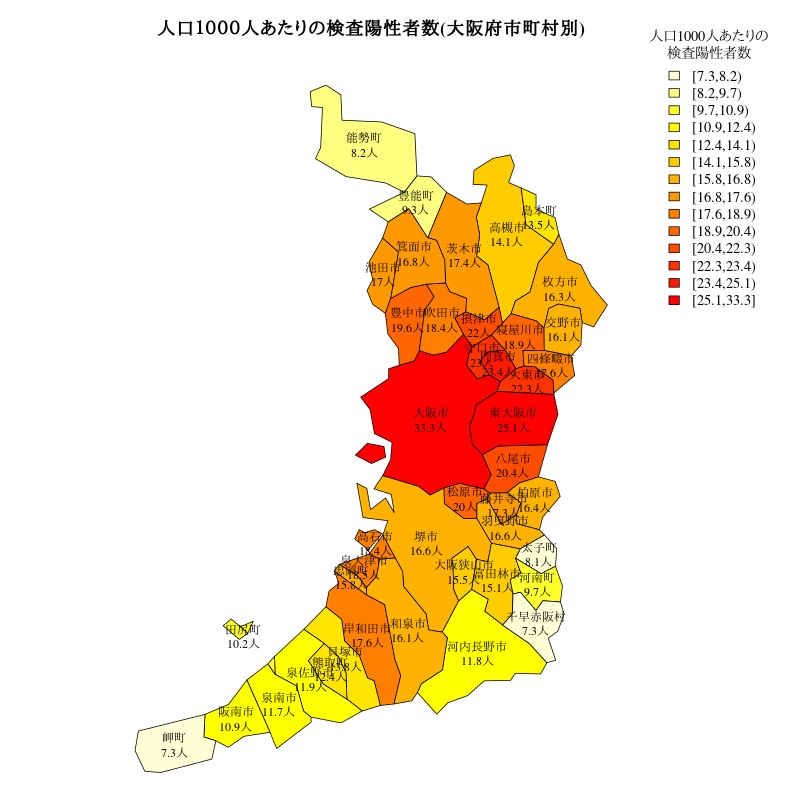 人口1000人あたりの検査陽性者数(大阪府市町村別)
人口1000人あたりの
検査陽性者数
[7.3,8.2)
[8.2,9.7)
[9.7,10.9)
[10.9,12.4)
[12.4,14.1)
[14.1,15.8)
[15.8,16.8)
[16.8,17.6)
[17.6,18.9)
[18.9,20.4)
[20.4,22.3)
[22.3,23.4)
[23.4,25.1)
[25.1,33.3]
能勢町
8.2人
豊能町
9.3人
島本町
13.5人
高槻市
14.1人
箕面市
16.8人
茨木市
17.4人
池田市
17人
枚方市
16.3人
豊中市
19.6人
吹田市
18.4人
摂津市
22人
寝屋川市
18.9人
交野市
16.1人
守口市
23人
門真市
23.4人
四條畷市
17.6人
大東市
22.3人
大阪市
33.3人
東大阪市
25.1人
八尾市
20.4人
松原市
20人
藤井寺市
17.3人
柏原市
16.4人
羽曳野市
16.6人
高石市
18.4人
堺市
16.6人
太子町
8.1人
泉大津市
18.5人
忠岡町
15.8人
大阪狭山市
15.5人
富田林市
15.1人
河南町
9.7人
千早赤阪村
7.3人
田尻町
10.2人
岸和田市
17.6人
和泉市
16.1人
河内長野市
11.8人
貝塚市
13.8人
熊取町
12.4人
泉佐野市
11.9人
泉南市
11.7人
阪南市
10.9人
岬町
7.3人